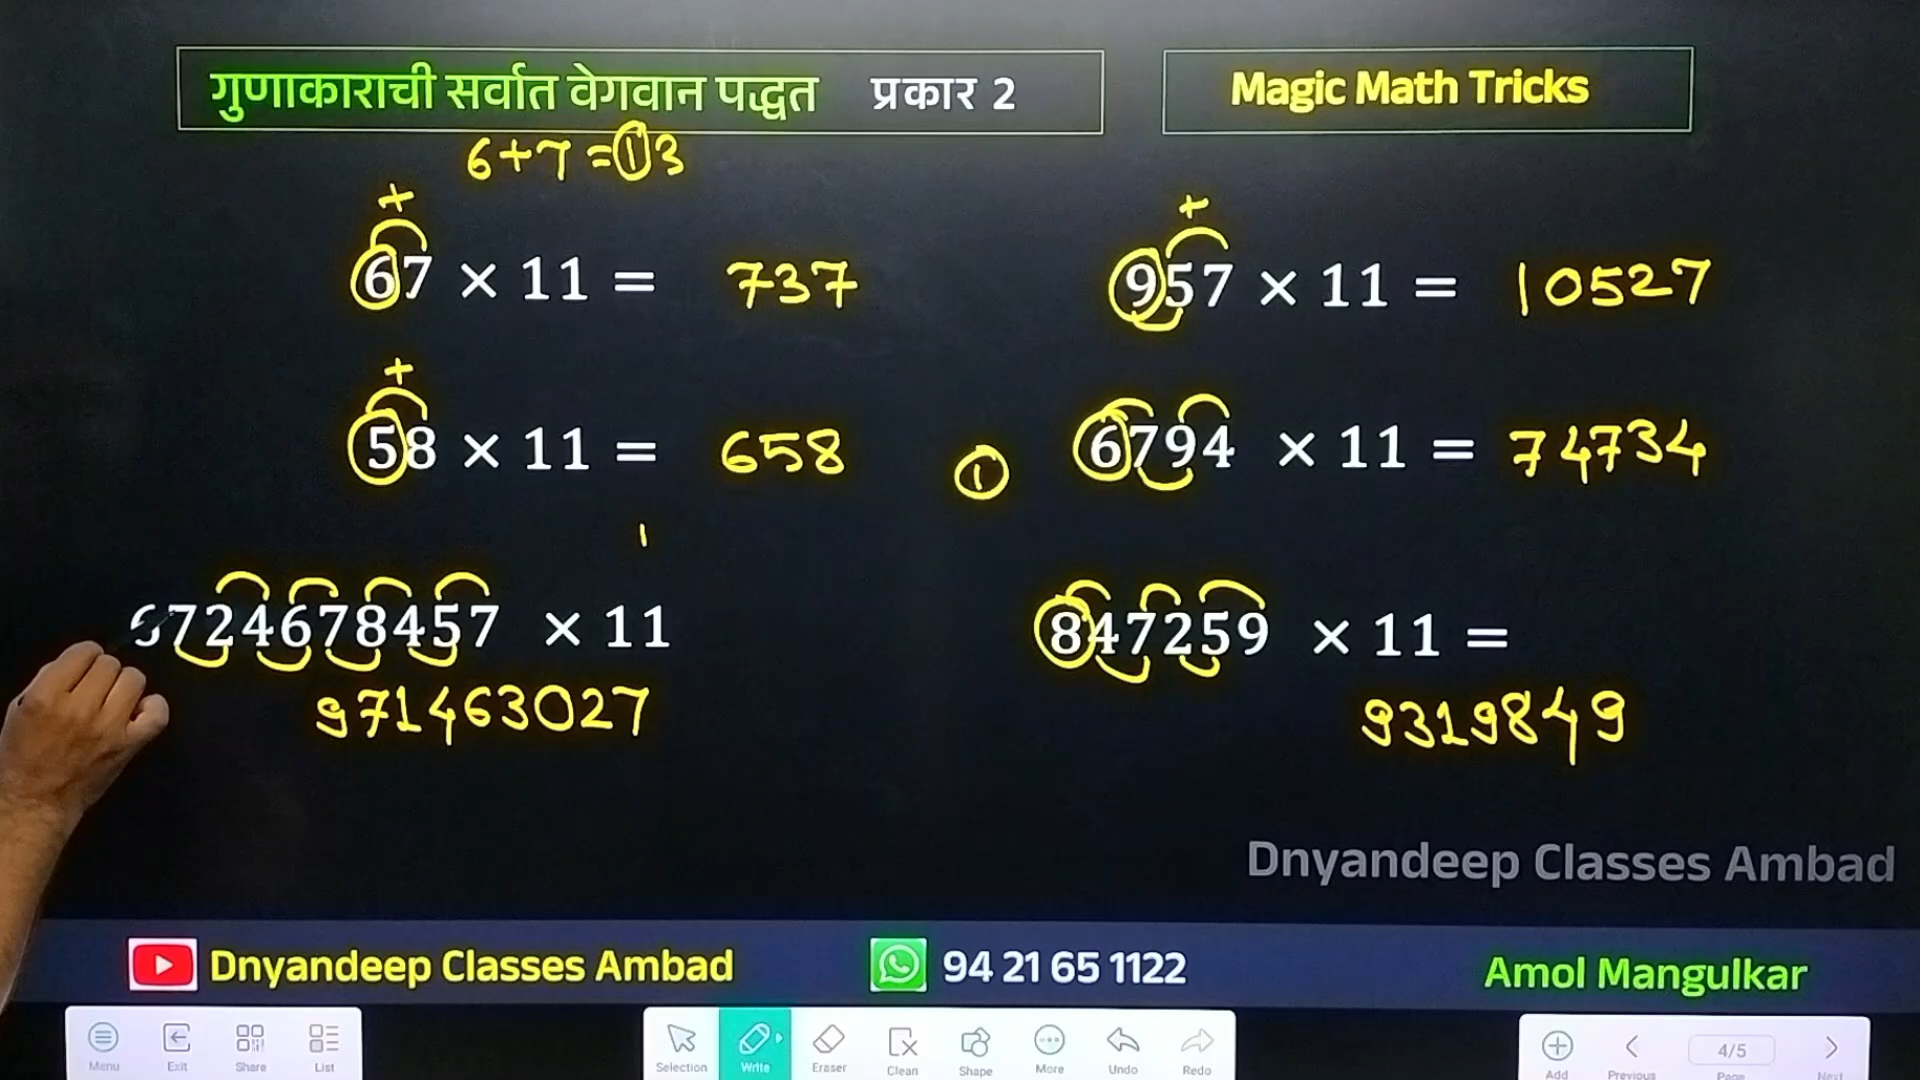 गुणाकाराची सर्वात वेगवान पद्धत प्रकार 2
Magic Math Tricks
6+7 = 13
+
67 × 11 = 737
+
957 × 11 = 10527
+
58 × 11 = 658
1
6794 × 11 = 74734
1
6724678457 × 11
971463027
847259 × 11 =
9319849
Dnyandeep Classes Ambad
Dnyandeep Classes Ambad
94 21 65 1122
Amol Mangulkar
Menu
Exit
Share
List
Selection
Write
Eraser
Clean
Shape
More
Undo
Redo
Add
Previous
4/5
Page
Next